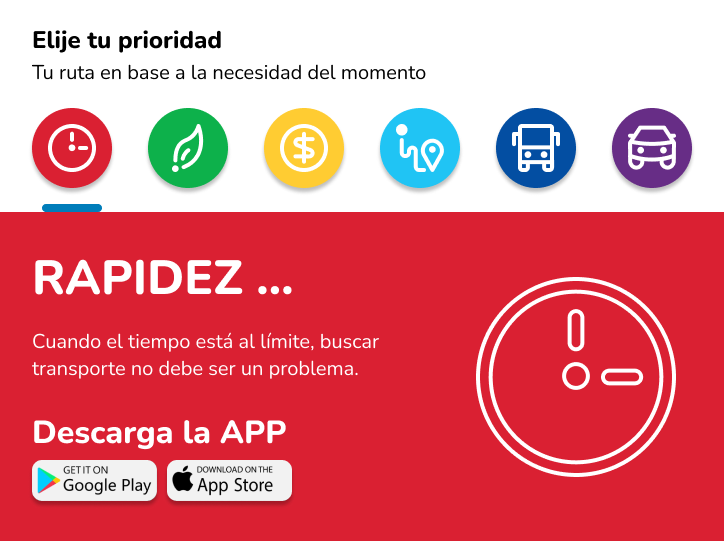 Elije tu prioridad
Tu ruta en base a la necesidad del momento
RAPIDEZ ...
Cuando el tiempo está al límite, buscar
transporte no debe ser un problema.
Descarga la APP
GET IT ON
Google Play
DOWNLOAD ON THE
App Store